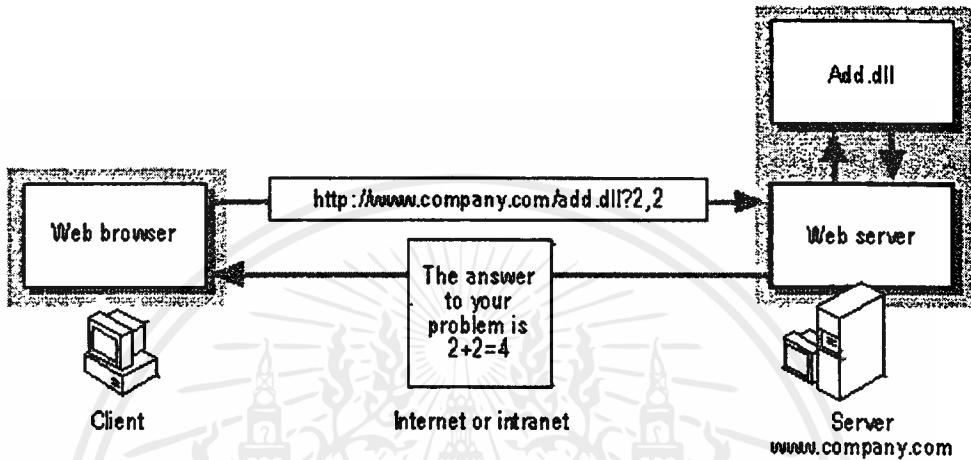 Add.dll
http://www.company.com/add.dll?2,2
Web browser
Web server
The answer
to your
problem is
2+2=4
Client
Internet or intranet
Server
www.company.com